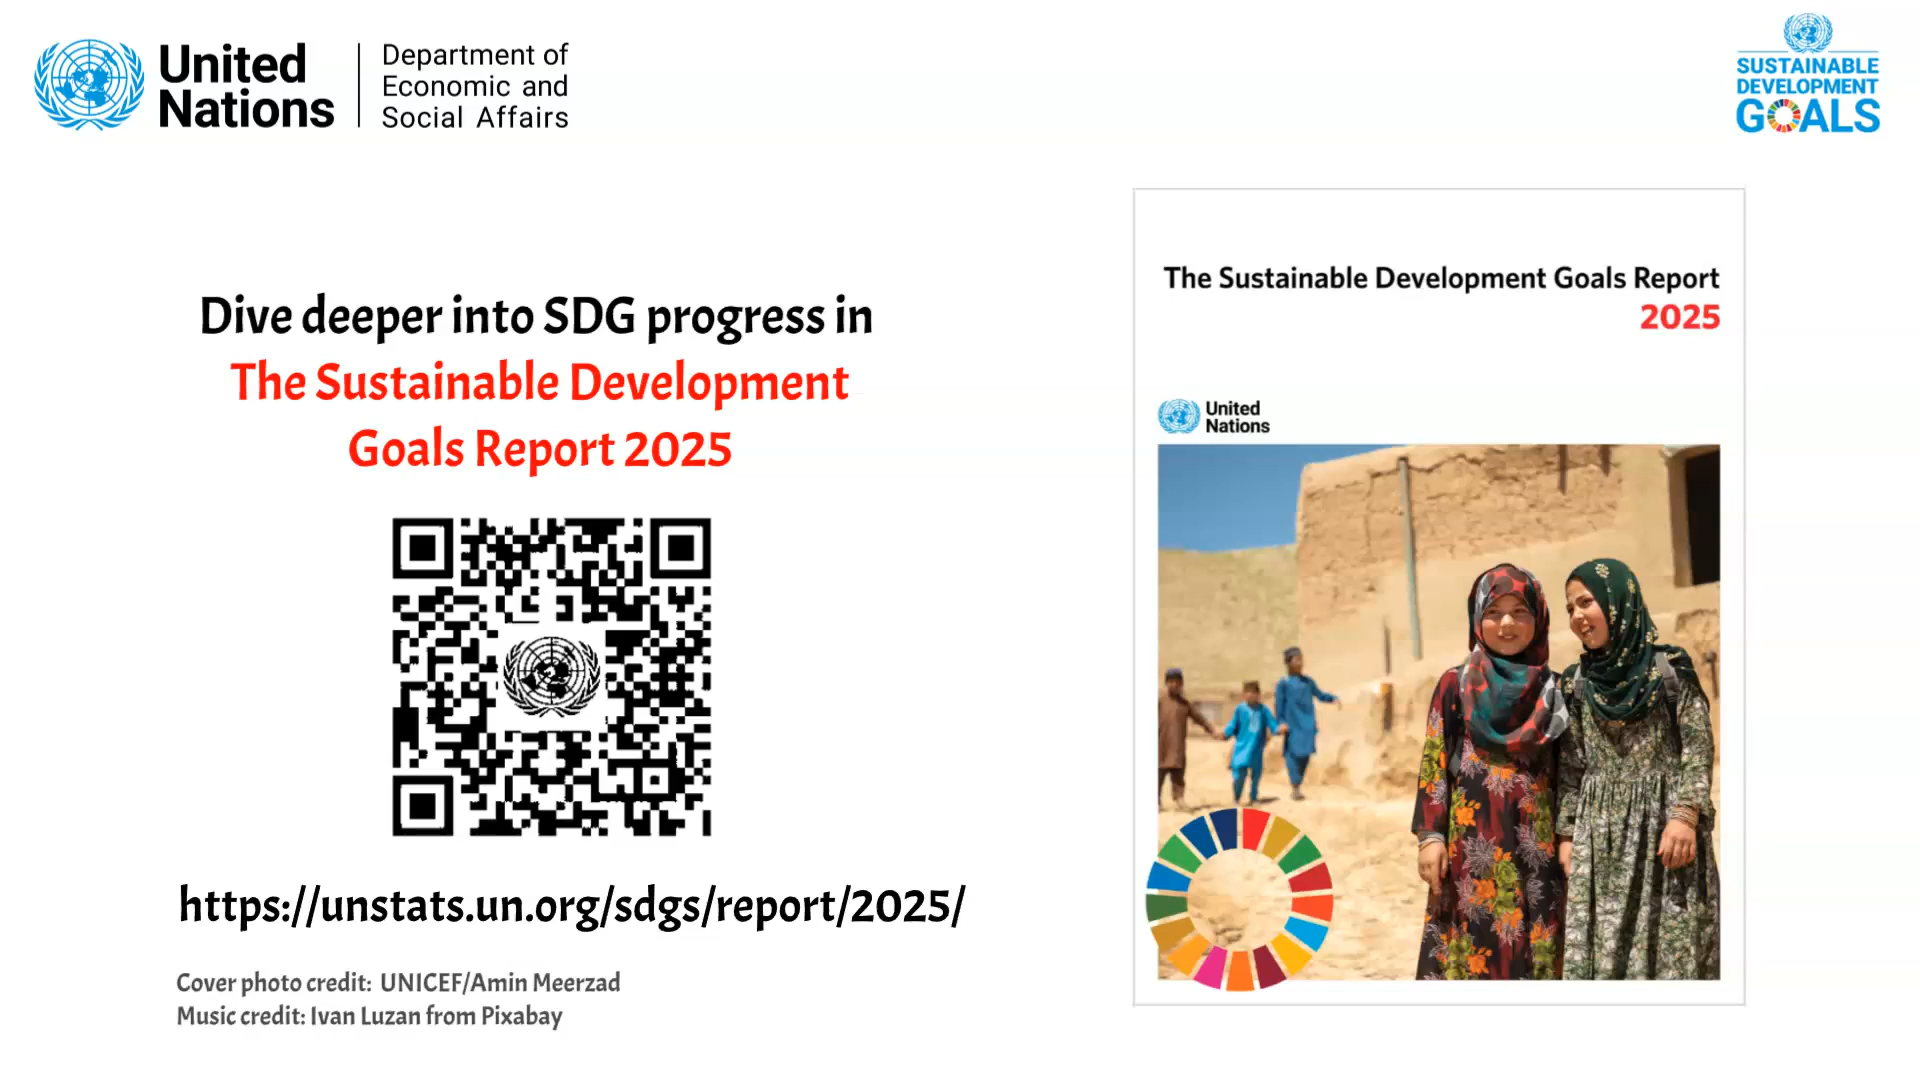 United
Nations
Department of
Economic and
Social Affairs
SUSTAINABLE
DEVELOPMENT
GOALS
Dive deeper into SDG progress in
The Sustainable Development
Goals Report 2025
https://unstats.un.org/sdgs/report/2025/
Cover photo credit: UNICEF/Amin Meerzad
Music credit: Ivan Luzan from Pixabay
The Sustainable Development Goals Report
2025
United
Nations